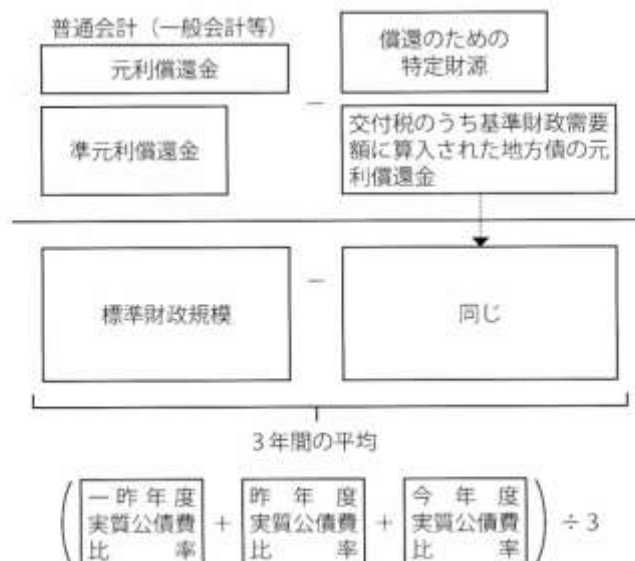 普通会計（一般会計等）
元利償還金
準元利償還金
－
償還のための
特定財源
交付税のうち基準財政需要
額に算入された地方債の元
利償還金
標準財政規模
－
同じ
3年間の平均
(
一昨年度
実質公債費
比率
+
昨年度
実質公債費
比率
+
今年度
実質公債費
比率
) ÷3